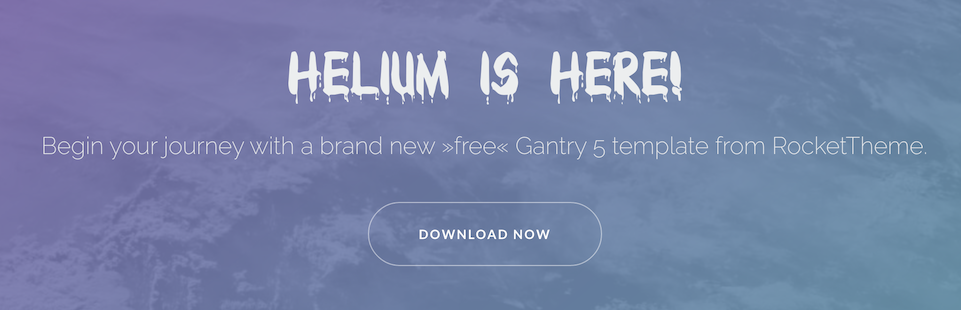 HELIUM IS HERE!
Begin your journey with a brand new »free« Gantry 5 template from RocketTheme.
DOWNLOAD NOW